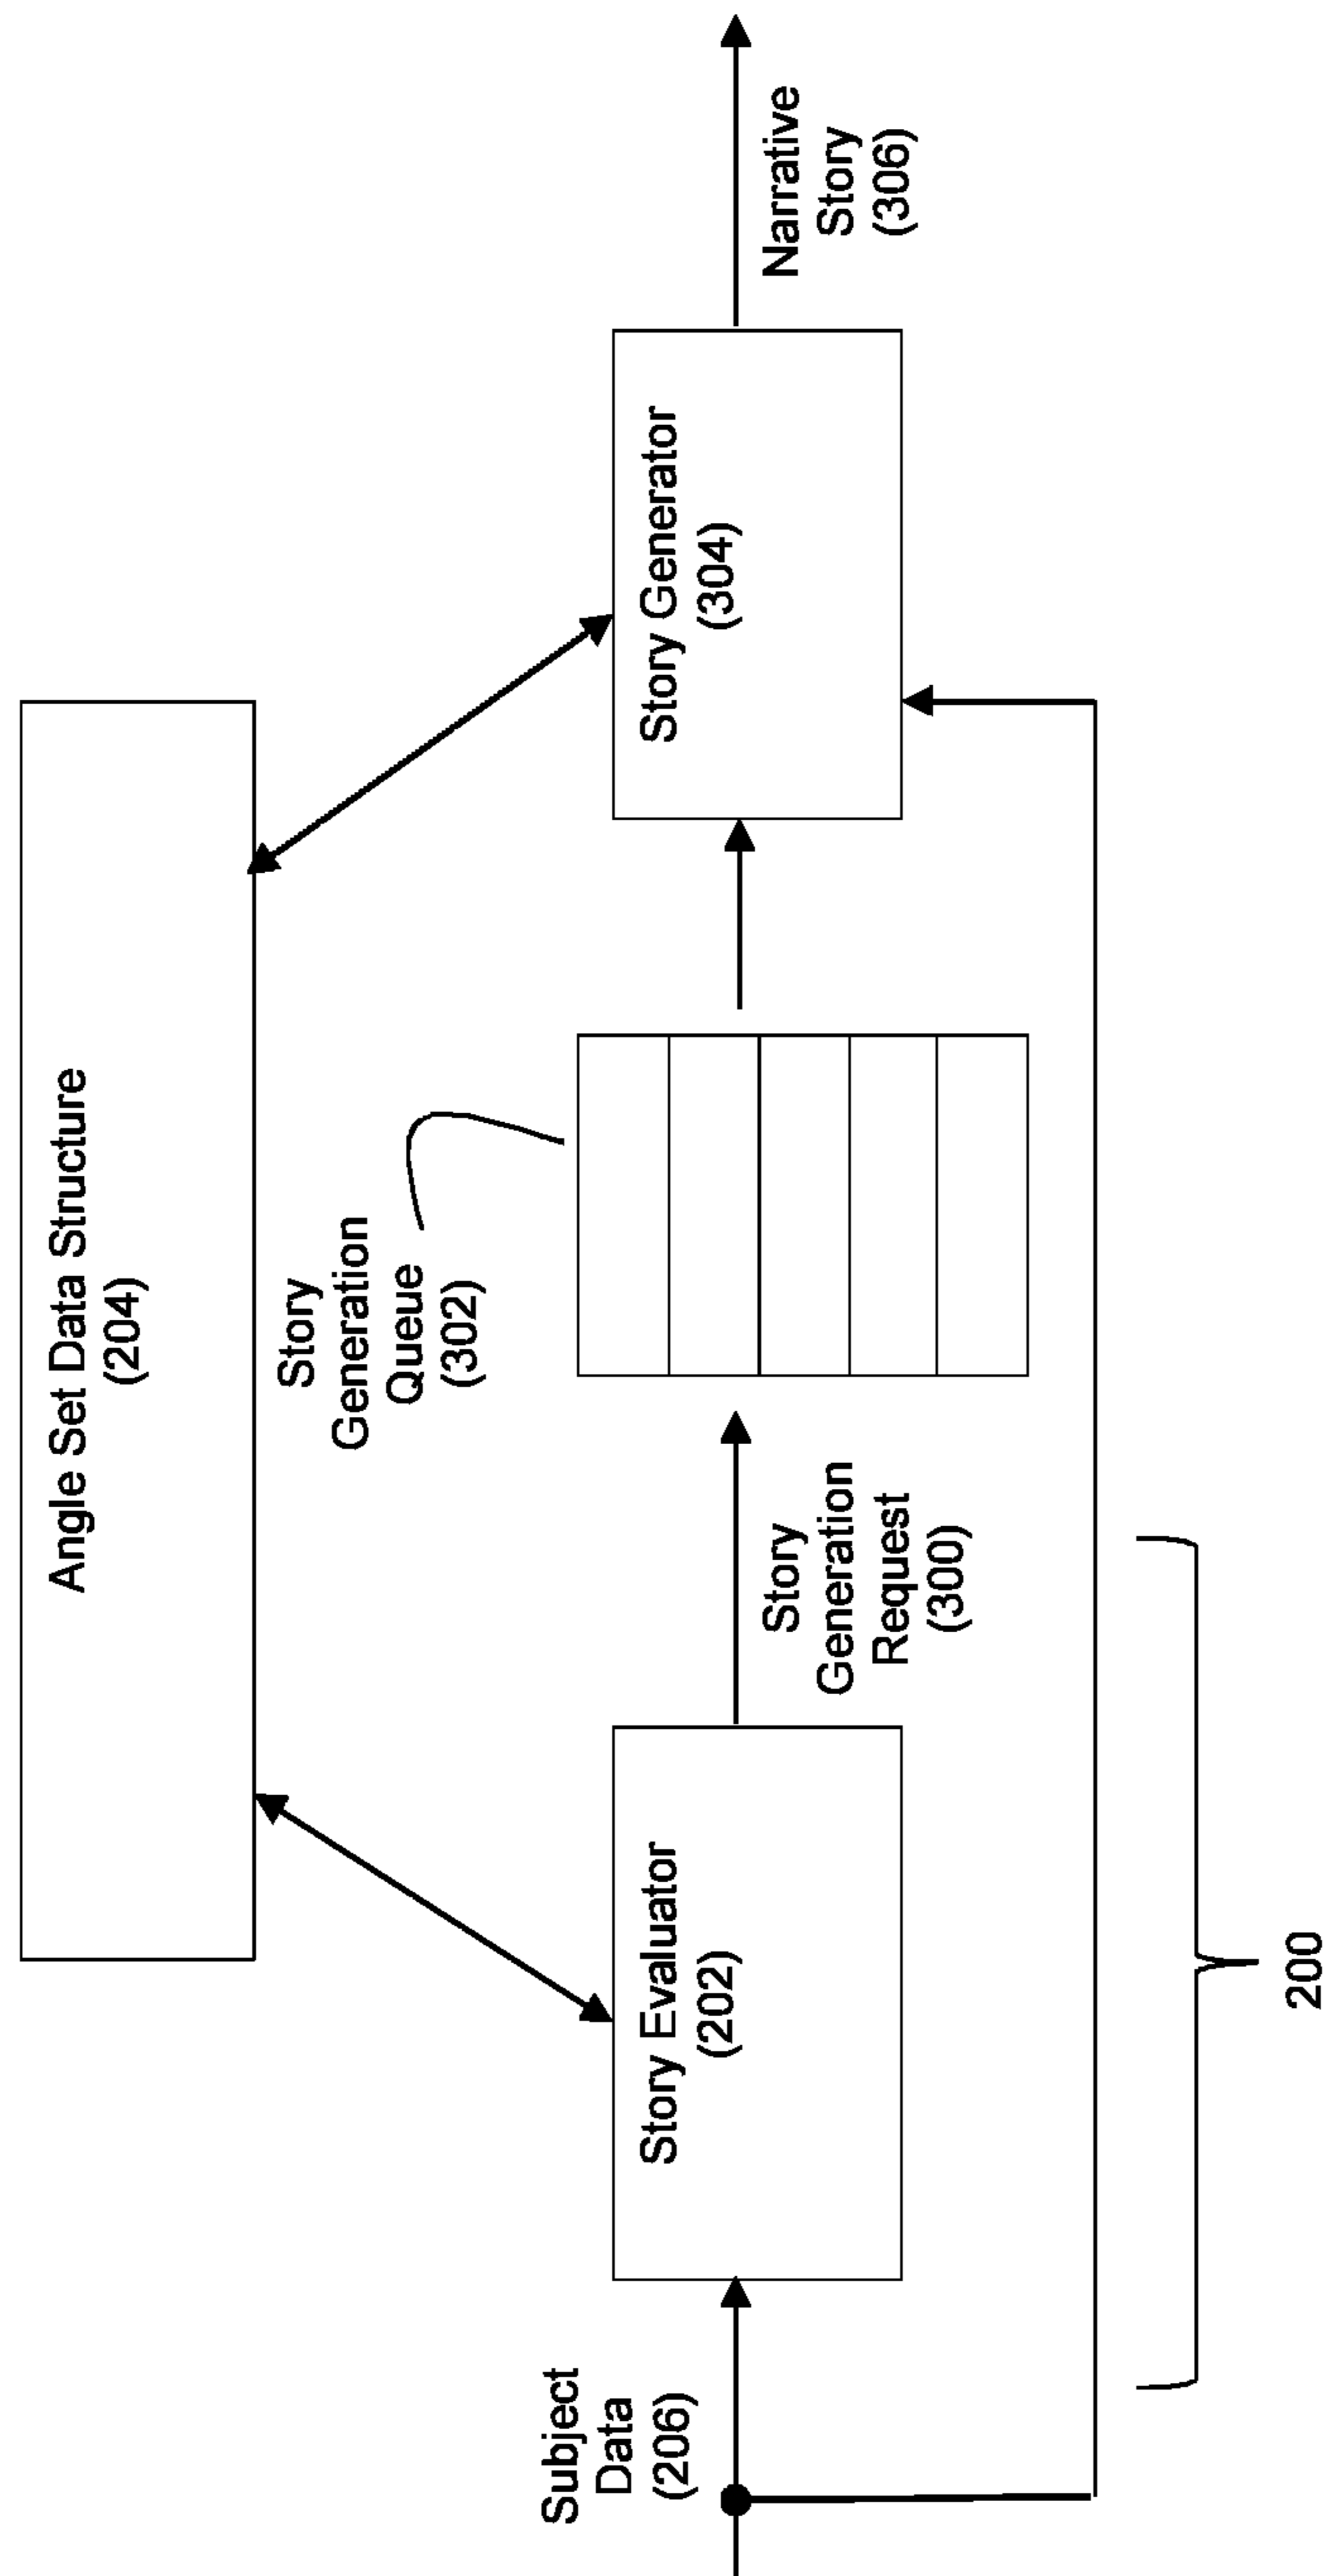 Angle Set Data Structure
(204)
Subject
Data
(206)
Story Evaluator
(202)
Story
Generation
Request
(300)
Story
Generation
Queue
(302)
Story Generator
(304)
Narrative
Story
(306)
200